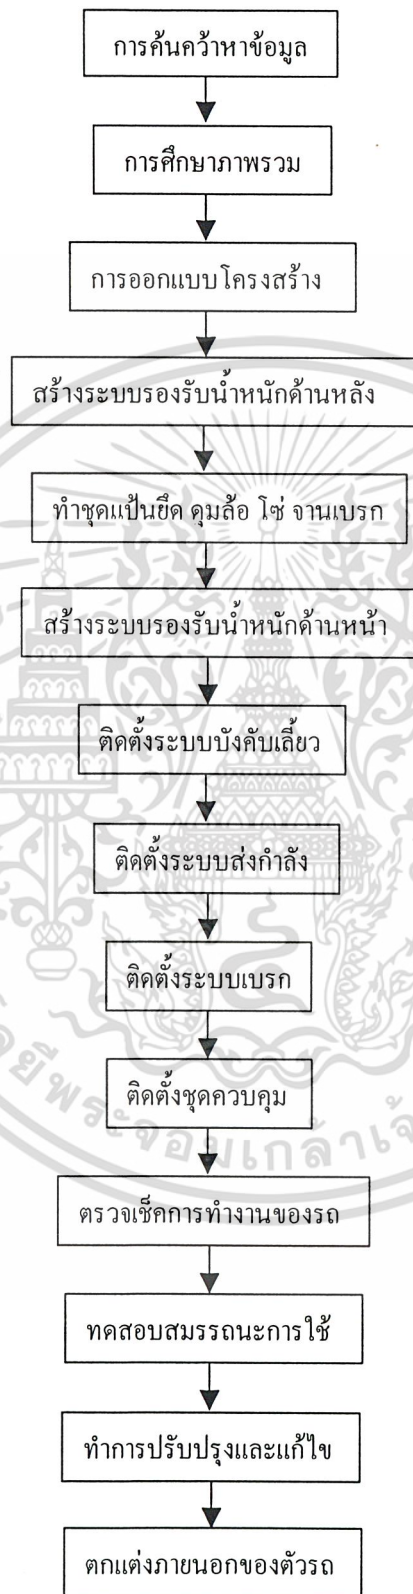 การค้นคว้าหาข้อมูล
การศึกษาภาพรวม
การออกแบบโครงสร้าง
สร้างระบบรองรับน้ำหนักด้านหลัง
ทำชุดแป้นยึด ดุมล้อ โซ่ จานเบรก
สร้างระบบรองรับน้ำหนักด้านหน้า
ติดตั้งระบบบังคับเลี้ยว
ติดตั้งระบบส่งกำลัง
ติดตั้งระบบเบรก
ติดตั้งชุดควบคุม
ตรวจเช็คการทำงานของรถ
ทดสอบสมรรถนะการใช้
ทำการปรับปรุงและแก้ไข
ตกแต่งภายนอกของตัวรถ